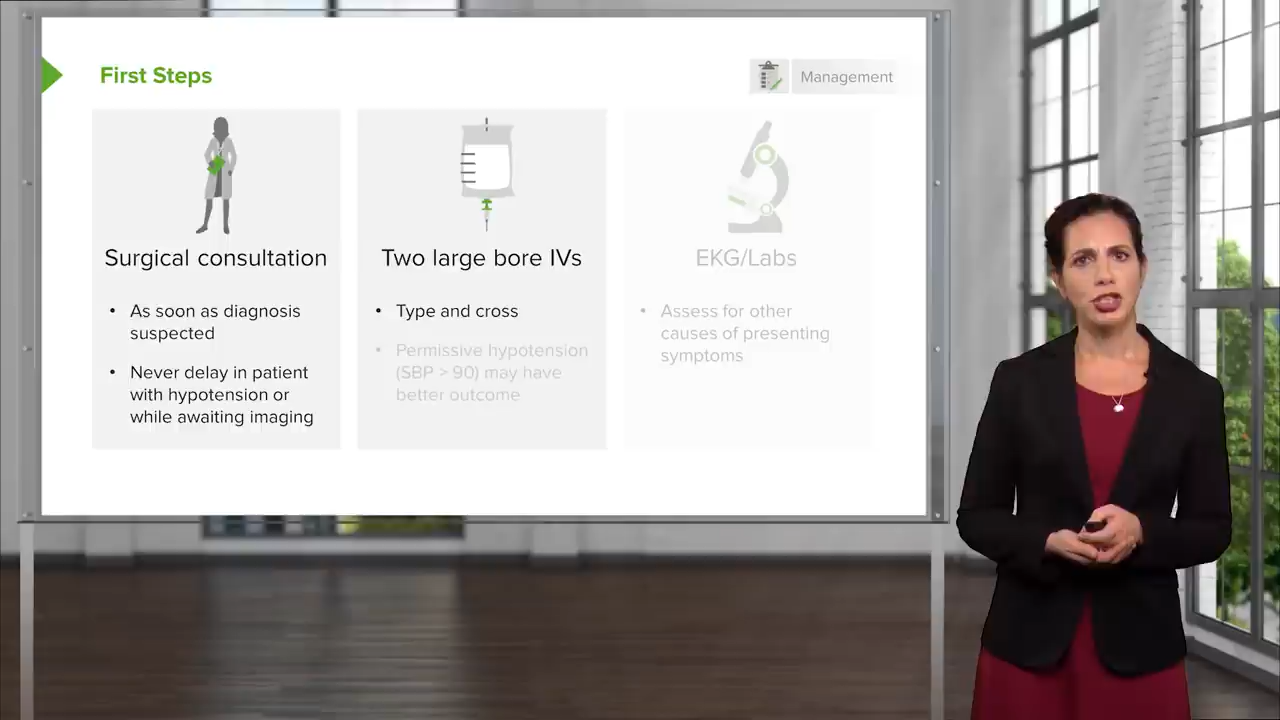 First Steps
Management
Surgical consultation
• As soon as diagnosis
suspected
• Never delay in patient
with hypotension or
while awaiting imaging
Two large bore IVs
• Type and cross
• Permissive hypotension
(SBP > 90) may have
better outcome
EKG/Labs
• Assess for other
causes of presenting
symptoms